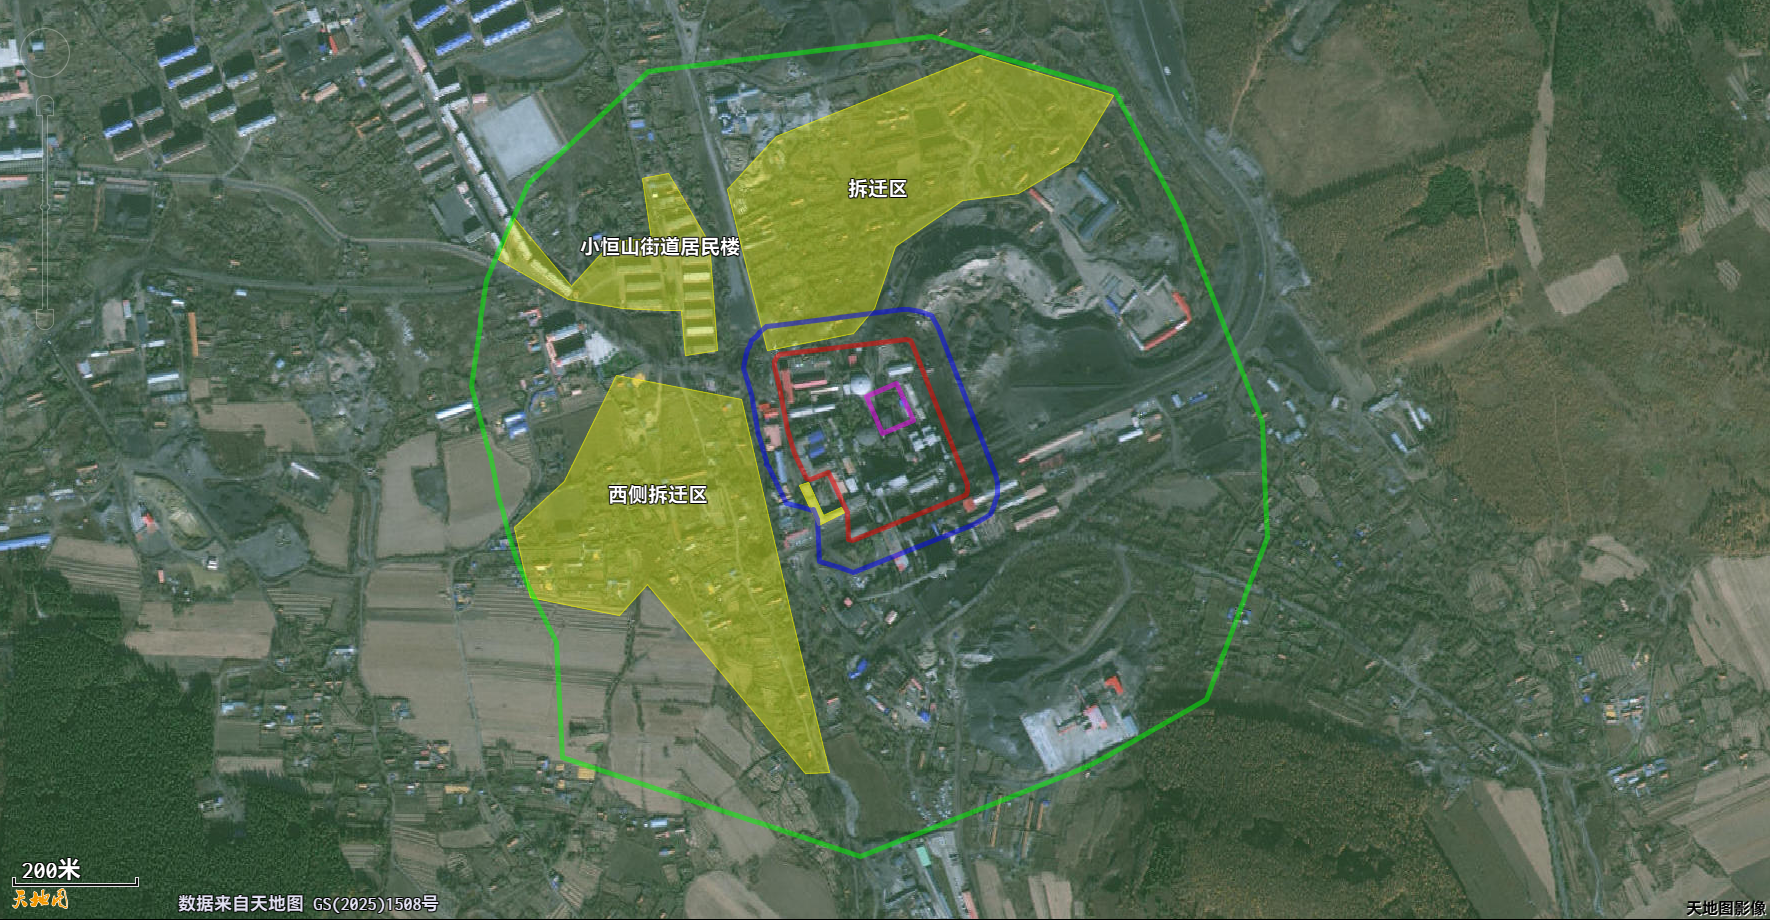 拆迁区
小恒山街道居民楼
西侧拆迁区
200米
天地图
数据来自天地图 GS(2025)1508号
天地图影像